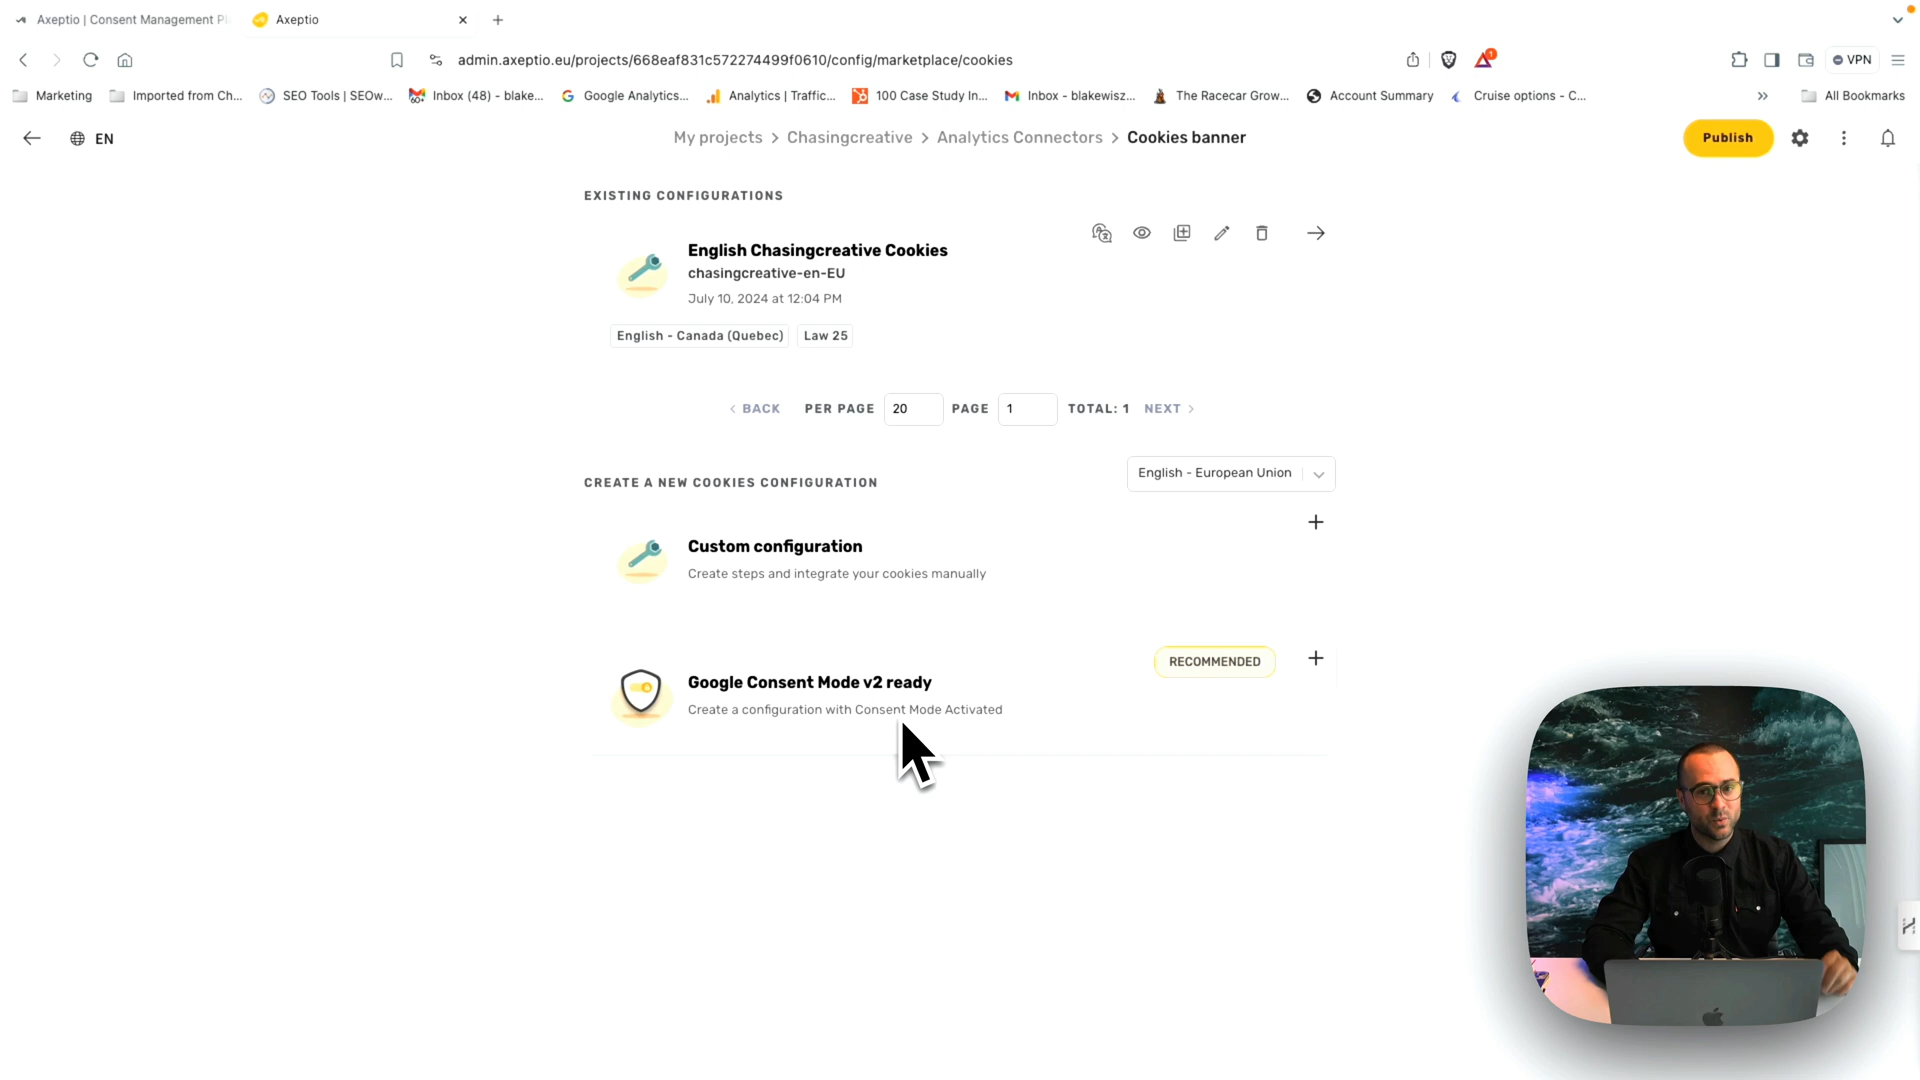 Axeptio | Consent Management Pl
Axeptio
admin.axeptio.eu/projects/668eaf831c572274499f0610/config/marketplace/cookies
1
VPN
Marketing
Imported from Ch...
SEO Tools | SEOw...
Inbox (48) - blake...
Google Analytics...
Analytics | Traffic...
100 Case Study In...
Inbox - blakewisz...
The Racecar Grow...
Account Summary
Cruise options - C...
All Bookmarks
EN
My projects > Chasingcreative > Analytics Connectors > Cookies banner
Publish
EXISTING CONFIGURATIONS
English Chasingcreative Cookies
chasingcreative-en-EU
July 10, 2024 at 12:04 PM
English - Canada (Quebec)
Law 25
< BACK PER PAGE 20 PAGE 1 TOTAL: 1 NEXT >
CREATE A NEW COOKIES CONFIGURATION
English - European Union
Custom configuration
Create steps and integrate your cookies manually
Google Consent Mode v2 ready
RECOMMENDED
Create a configuration with Consent Mode Activated